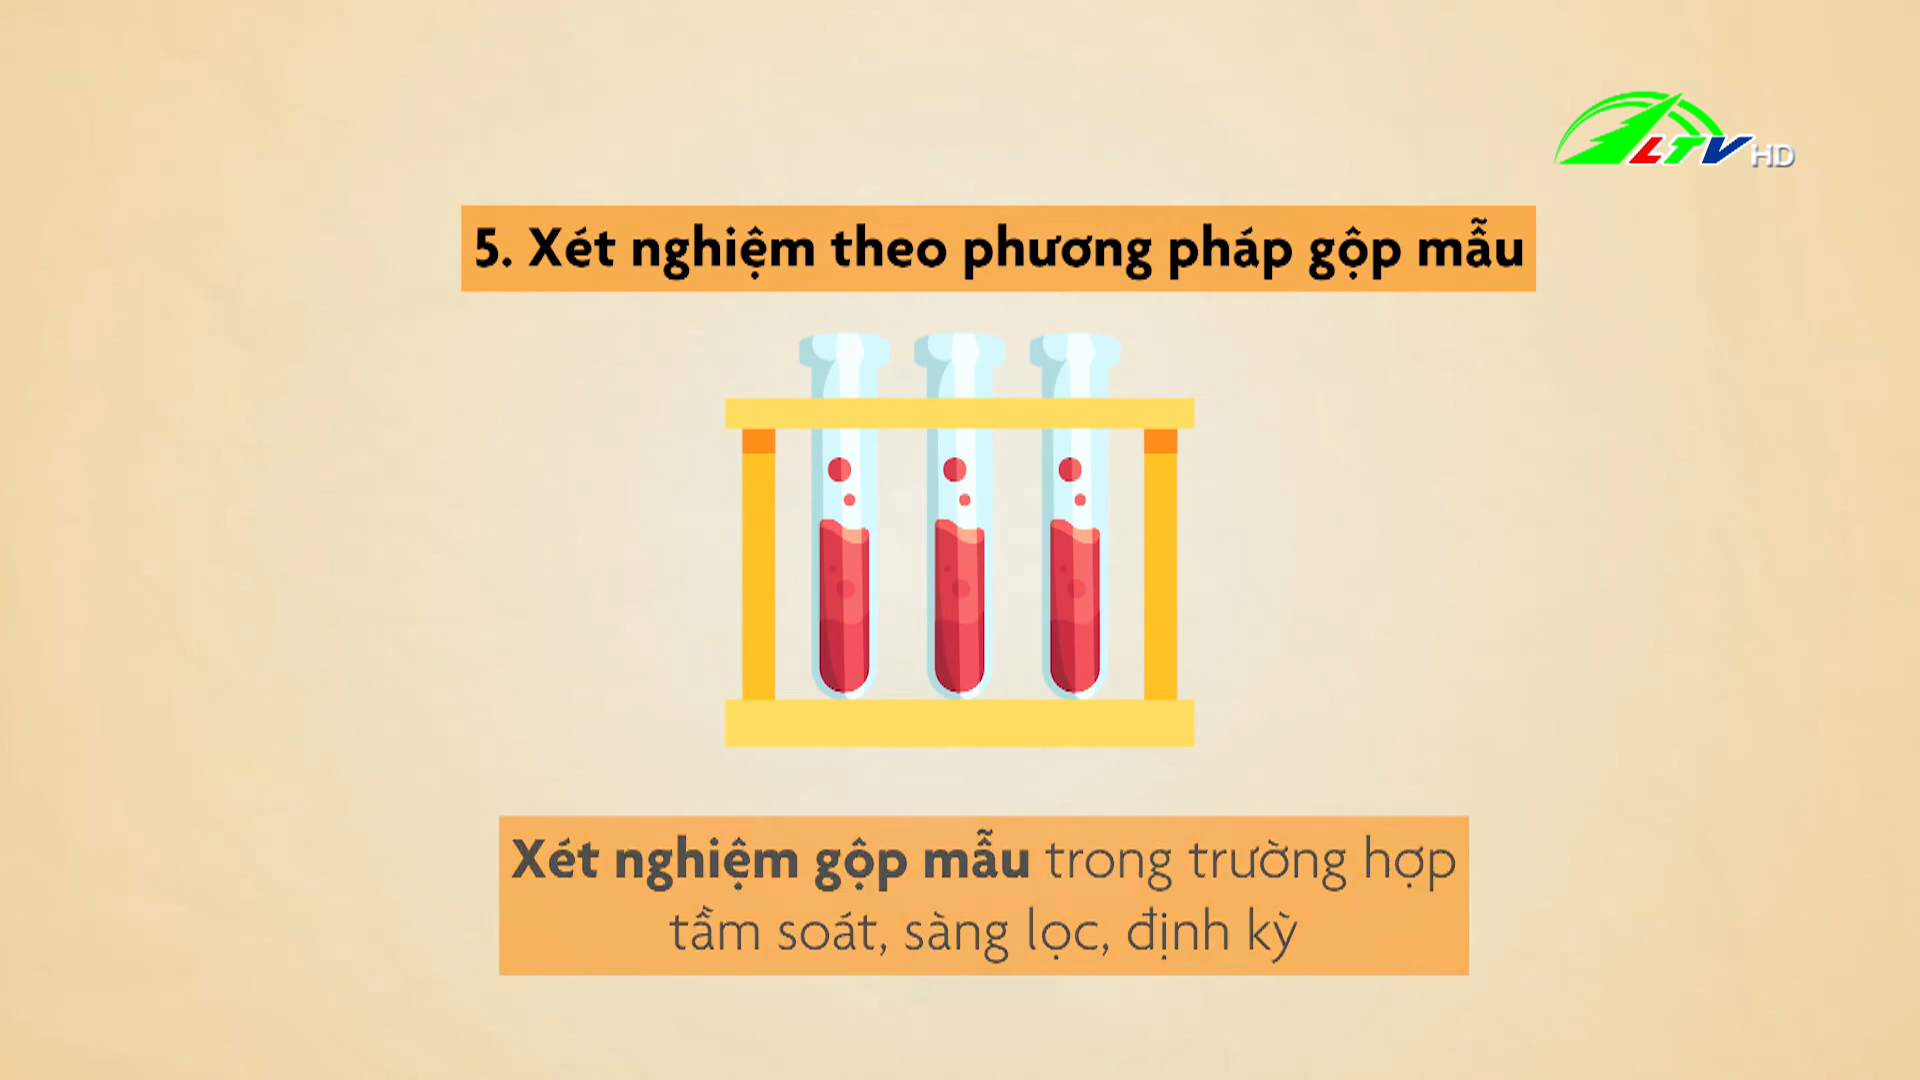 LTV HD
5. Xét nghiệm theo phương pháp gộp mẫu
Xét nghiệm gộp mẫu trong trường hợp
tầm soát, sàng lọc, định kỳ